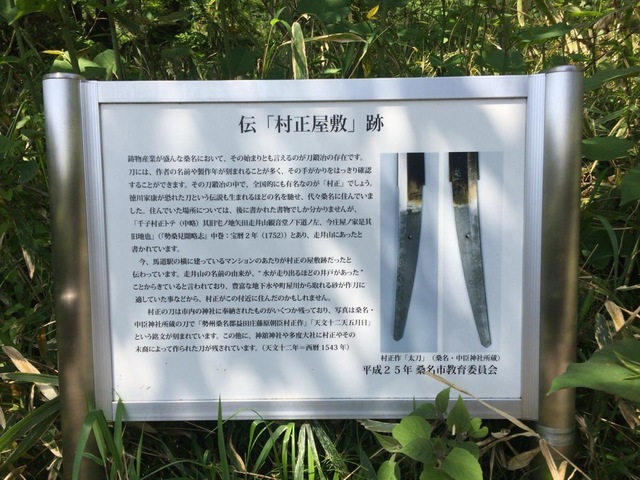 伝「村正屋敷」跡
鋳物産業が盛んな桑名において、その始まりとも言えるのが刀鍛冶の存在です。
刀には、作者の名前や製作年が刻まれることが多く、その手がかりをはっきり確認
することができます。その刀鍛冶の中で、全国的にも有名なのが「村正」でしょう。
徳川家康が恐れた刀という伝説も生まれるほどの名を馳せ、代々桑名に住んでいま
した。住んでいた場所については、後に書かれた書物でしか分かりませんが、
「千子村正トテ（中略）其旧宅ノ地矢田走井山観音堂ノ下道ノ左、今庄屋ノ家是其
旧地也」（『勢桑見聞略志』中巻：宝暦２年（1752））とあり、走井山にあったと
書かれています。
今、馬道駅の横に建っているマンションのあたりが村正の屋敷跡だったと
伝わっています。走井山の名前の由来が、“水が走り出るほどの井戸があった”
ことからきていると言われており、豊富な地下水や町屋川から取れる砂が作刀に
適していた事などから、村正がこの村近に住んだのかもしれません。
村正の刀は市内の神社に奉納されたものがいくつか残っており、写真は桑名・
中臣神社所蔵の刀で「勢州桑名郡益田庄藤原朝臣村正作」「天文十二天五月日」
という銘文が刻まれています。この他に、神舘神社や多度大社に村正やその
末裔によって作られた刀が残されています。（天文十二年＝西暦1543年）
村正作「太刀」（桑名・中臣神社所蔵）
平成２５年 桑名市教育委員会